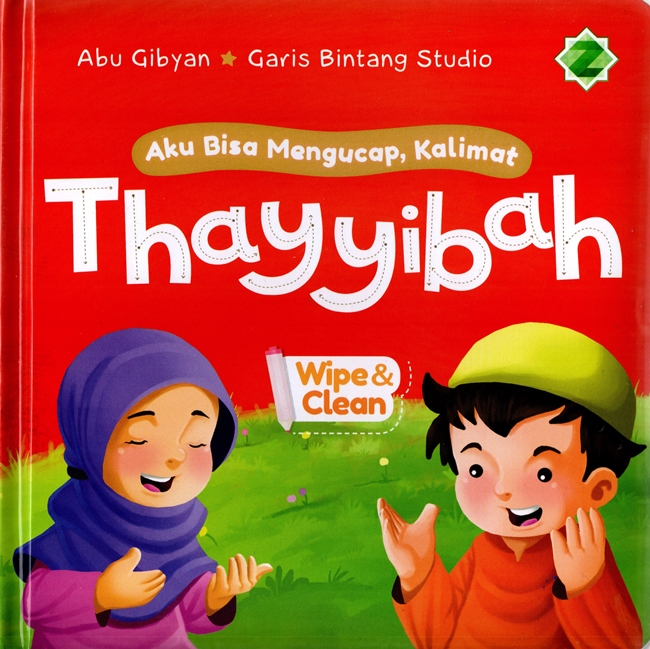 Abu Gibyan ★ Garis Bintang Studio
Aku Bisa Mengucap, Kalimat
Thayyibah
Wipe &
Clean